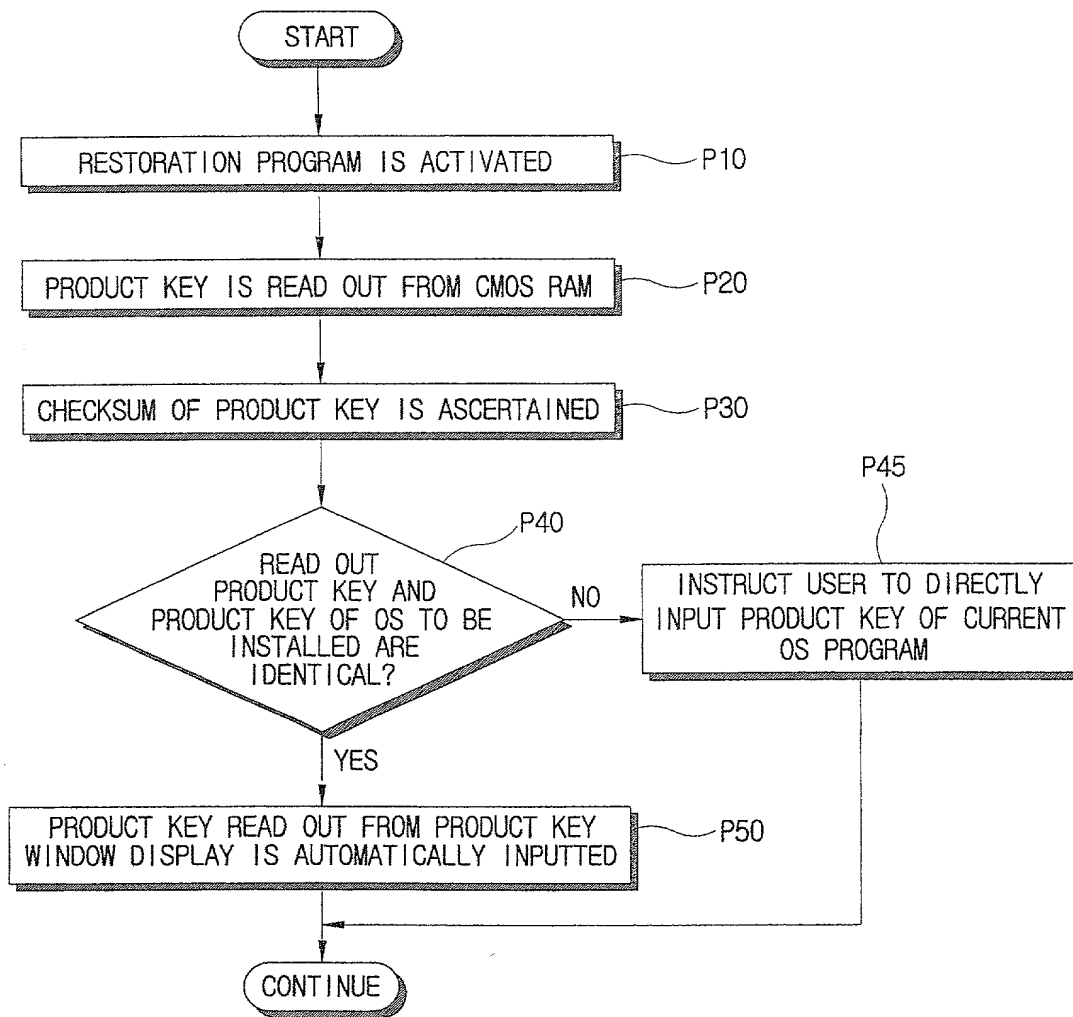 START
RESTORATION PROGRAM IS ACTIVATED
P10
PRODUCT KEY IS READ OUT FROM CMOS RAM
P20
CHECKSUM OF PRODUCT KEY IS ASCERTAINED
P30
P40
READ OUT
PRODUCT KEY AND
PRODUCT KEY OF OS TO BE
INSTALLED ARE
IDENTICAL?
NO
P45
INSTRUCT USER TO DIRECTLY
INPUT PRODUCT KEY OF CURRENT
OS PROGRAM
YES
PRODUCT KEY READ OUT FROM PRODUCT KEY
WINDOW DISPLAY IS AUTOMATICALLY INPUTTED
P50
CONTINUE